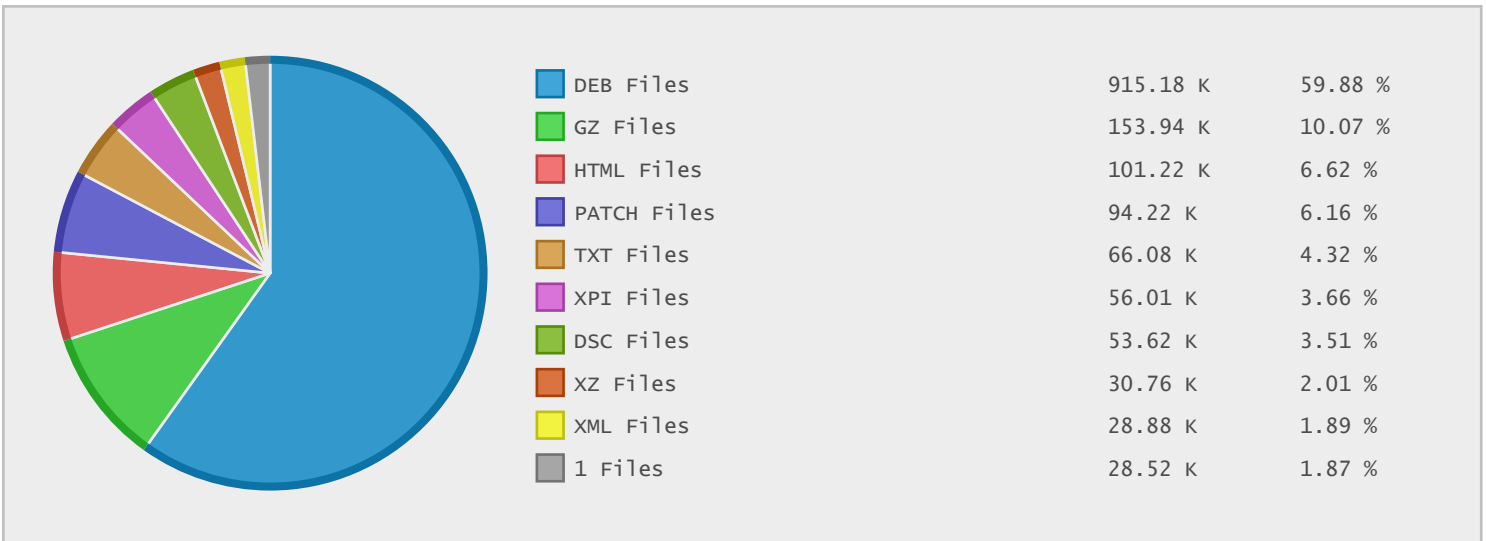 DEB Files 915.18 K 59.88 %
GZ Files 153.94 K 10.07 %
HTML Files 101.22 K 6.62 %
PATCH Files 94.22 K 6.16 %
TXT Files 66.08 K 4.32 %
XPI Files 56.01 K 3.66 %
DSC Files 53.62 K 3.51 %
XZ Files 30.76 K 2.01 %
XML Files 28.88 K 1.89 %
1 Files 28.52 K 1.87 %